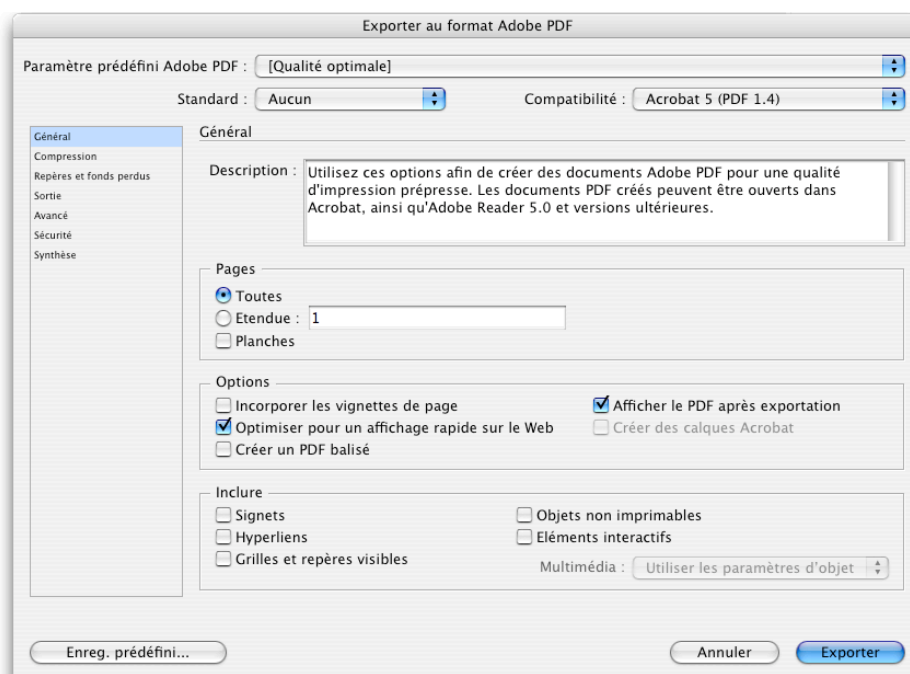 Exporter au format Adobe PDF
Paramètre prédéfini Adobe PDF : [Qualité optimale]
Standard : Aucun Compatibilité : Acrobat 5 (PDF 1.4)
Général
Compression
Repères et fonds perdus
Sortie
Avancé
Sécurité
Synthèse
Général
Description : Utilisez ces options afin de créer des documents Adobe PDF pour une qualité
d'impression prépresse. Les documents PDF créés peuvent être ouverts dans
Acrobat, ainsi qu'Adobe Reader 5.0 et versions ultérieures.
Pages
Toutes
Etendue : 1
Planches
Options
Incorporer les vignettes de page Afficher le PDF après exportation
Optimiser pour un affichage rapide sur le Web Créer des calques Acrobat
Créer un PDF balisé
Inclure
Signets Objets non imprimables
Hyperliens Eléments interactifs
Grilles et repères visibles Multimédia : Utiliser les paramètres d'objet
Enreg. prédéfini... Annuler Exporter